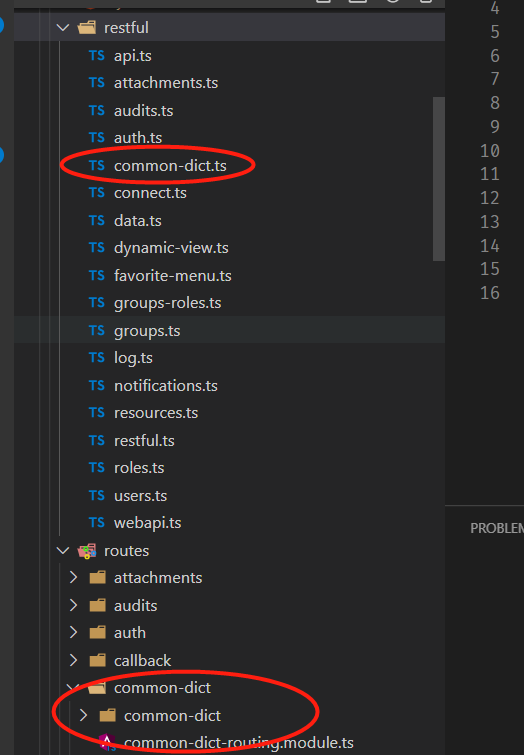 restful
TS api.ts
TS attachments.ts
TS audits.ts
TS auth.ts
TS common-dict.ts
TS connect.ts
TS data.ts
TS dynamic-view.ts
TS favorite-menu.ts
TS groups-roles.ts
TS groups.ts
TS log.ts
TS notifications.ts
TS resources.ts
TS restful.ts
TS roles.ts
TS users.ts
TS webapi.ts
routes
attachments
audits
auth
callback
common-dict
common-dict
common-dict-routing.module.ts
4
5
6
7
8
9
10
11
12
13
14
15
16
PROBLEM